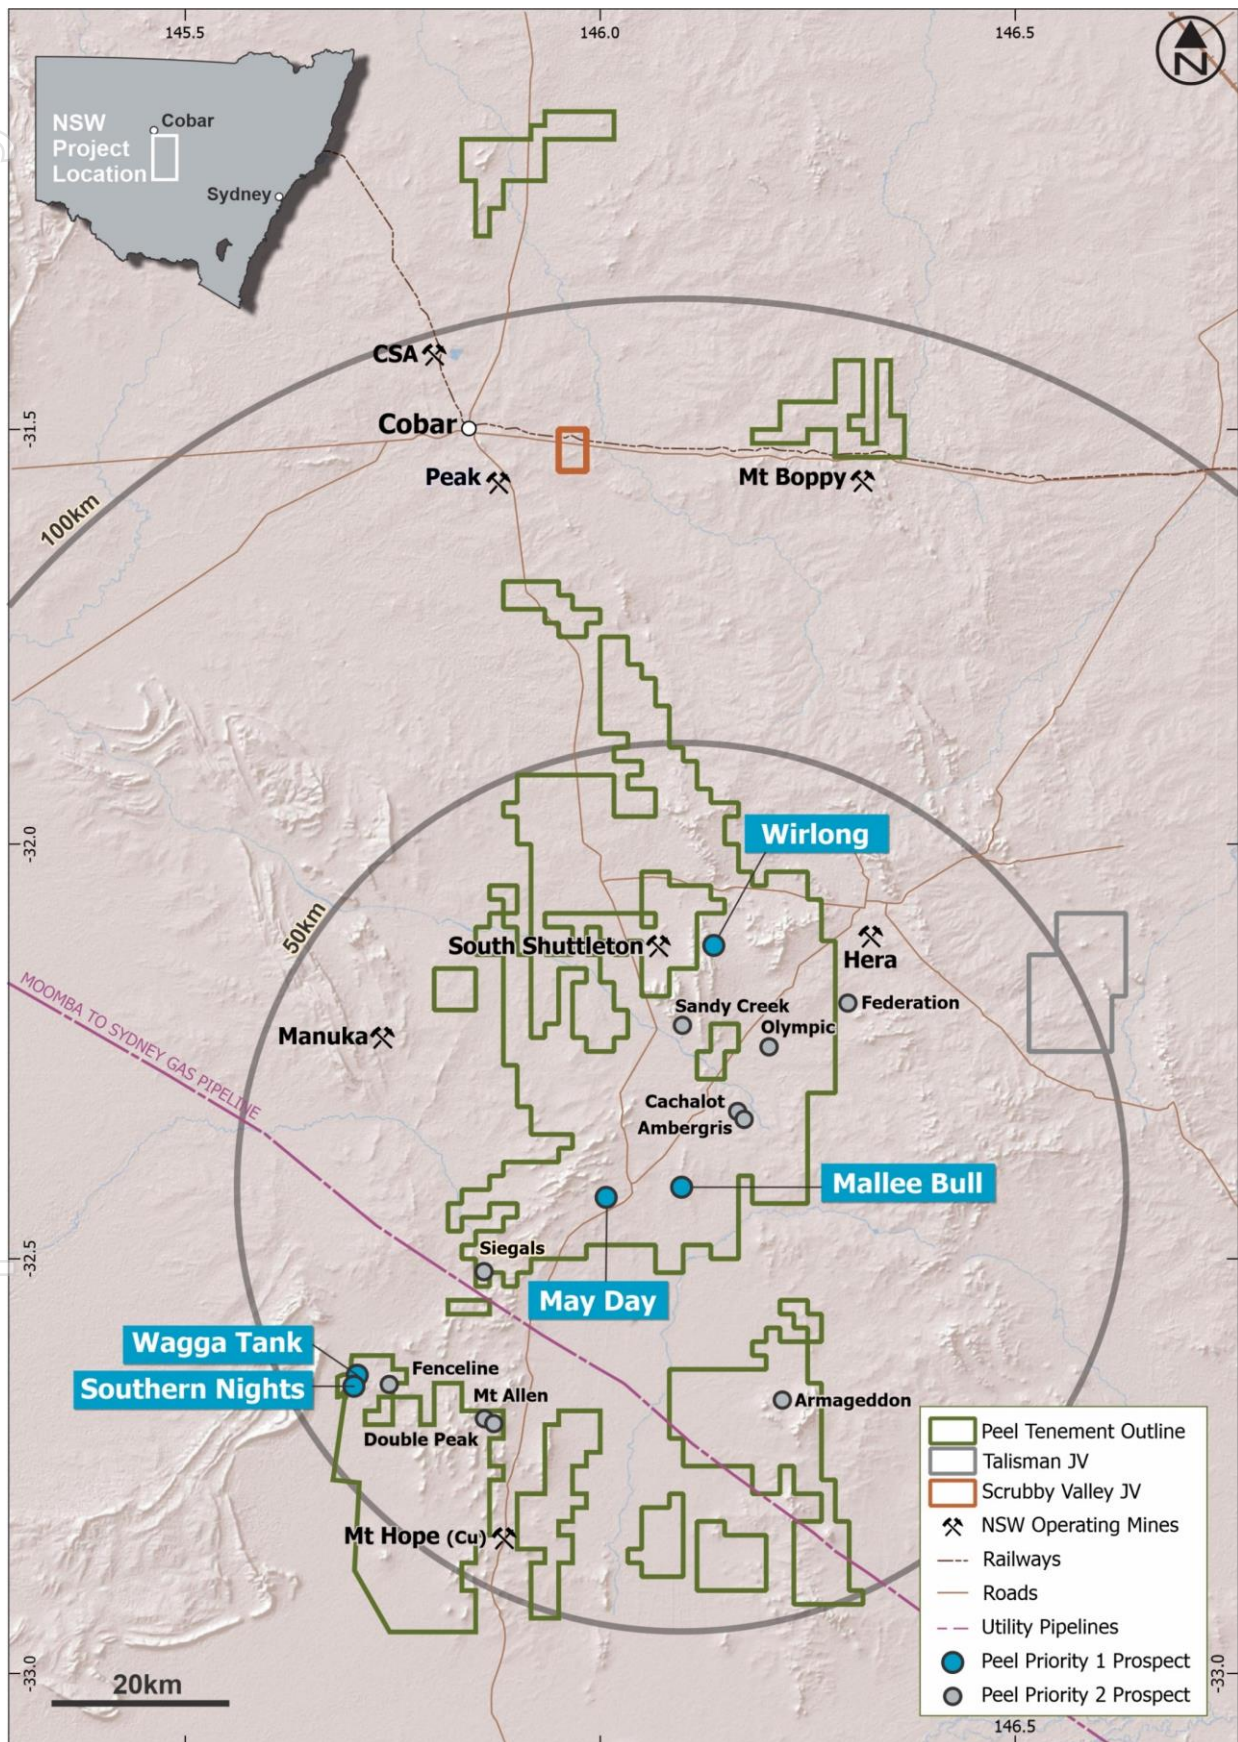 145.5
146.0
146.5
N
NSW
Project
Location
Cobar
Sydney
CSA
Cobar
-31.5
Peak
Mt Boppy
100km
-32.0
Wirlong
50km
South Shuttleton
Hera
MOOMBA TO SYDNEY GAS PIPELINE
Sandy Creek
Federation
Olympic
Manuka
Cachalot
Ambergris
Mallee Bull
-32.5
Siegals
May Day
Wagga Tank
Southern Nights
Fenceline
Mt Allen
Double Peak
Armageddon
Mt Hope (Cu)
Peel Tenement Outline
Talisman JV
Scrubby Valley JV
NSW Operating Mines
Railways
Roads
Utility Pipelines
Peel Priority 1 Prospect
Peel Priority 2 Prospect
-33.0
-33.0
20km
146.5